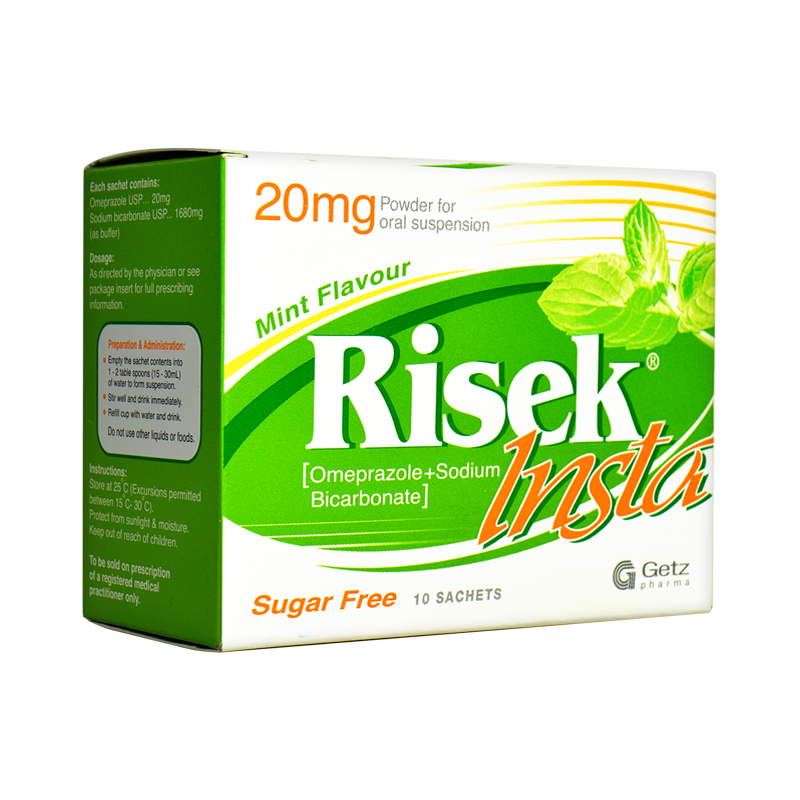 Each sachet contains:
Omeprazole USP.... 20mg
Sodium bicarbonate USP... 1680mg
(as buffer)
Dosage:
As directed by the physician or see
package insert for full prescribing
information.
Preparation & Administration:
• Empty the sachet contents into
1 - 2 table spoons (15 - 30mL)
of water to form suspension.
• Stir well and drink immediately.
• Refill cup with water and drink.
Do not use other liquids or foods.
Instructions:
Store at 25°C (Excursions permitted
between 15°C- 30°C).
Protect from sunlight & moisture.
Keep out of reach of children.
To be sold on prescription
of a registered medical
practitioner only.
20mg Powder for
oral suspension
Mint Flavour
Risek®
Insta
[Omeprazole+Sodium
Bicarbonate]
Sugar Free 10 SACHETS
G Getz
pharma